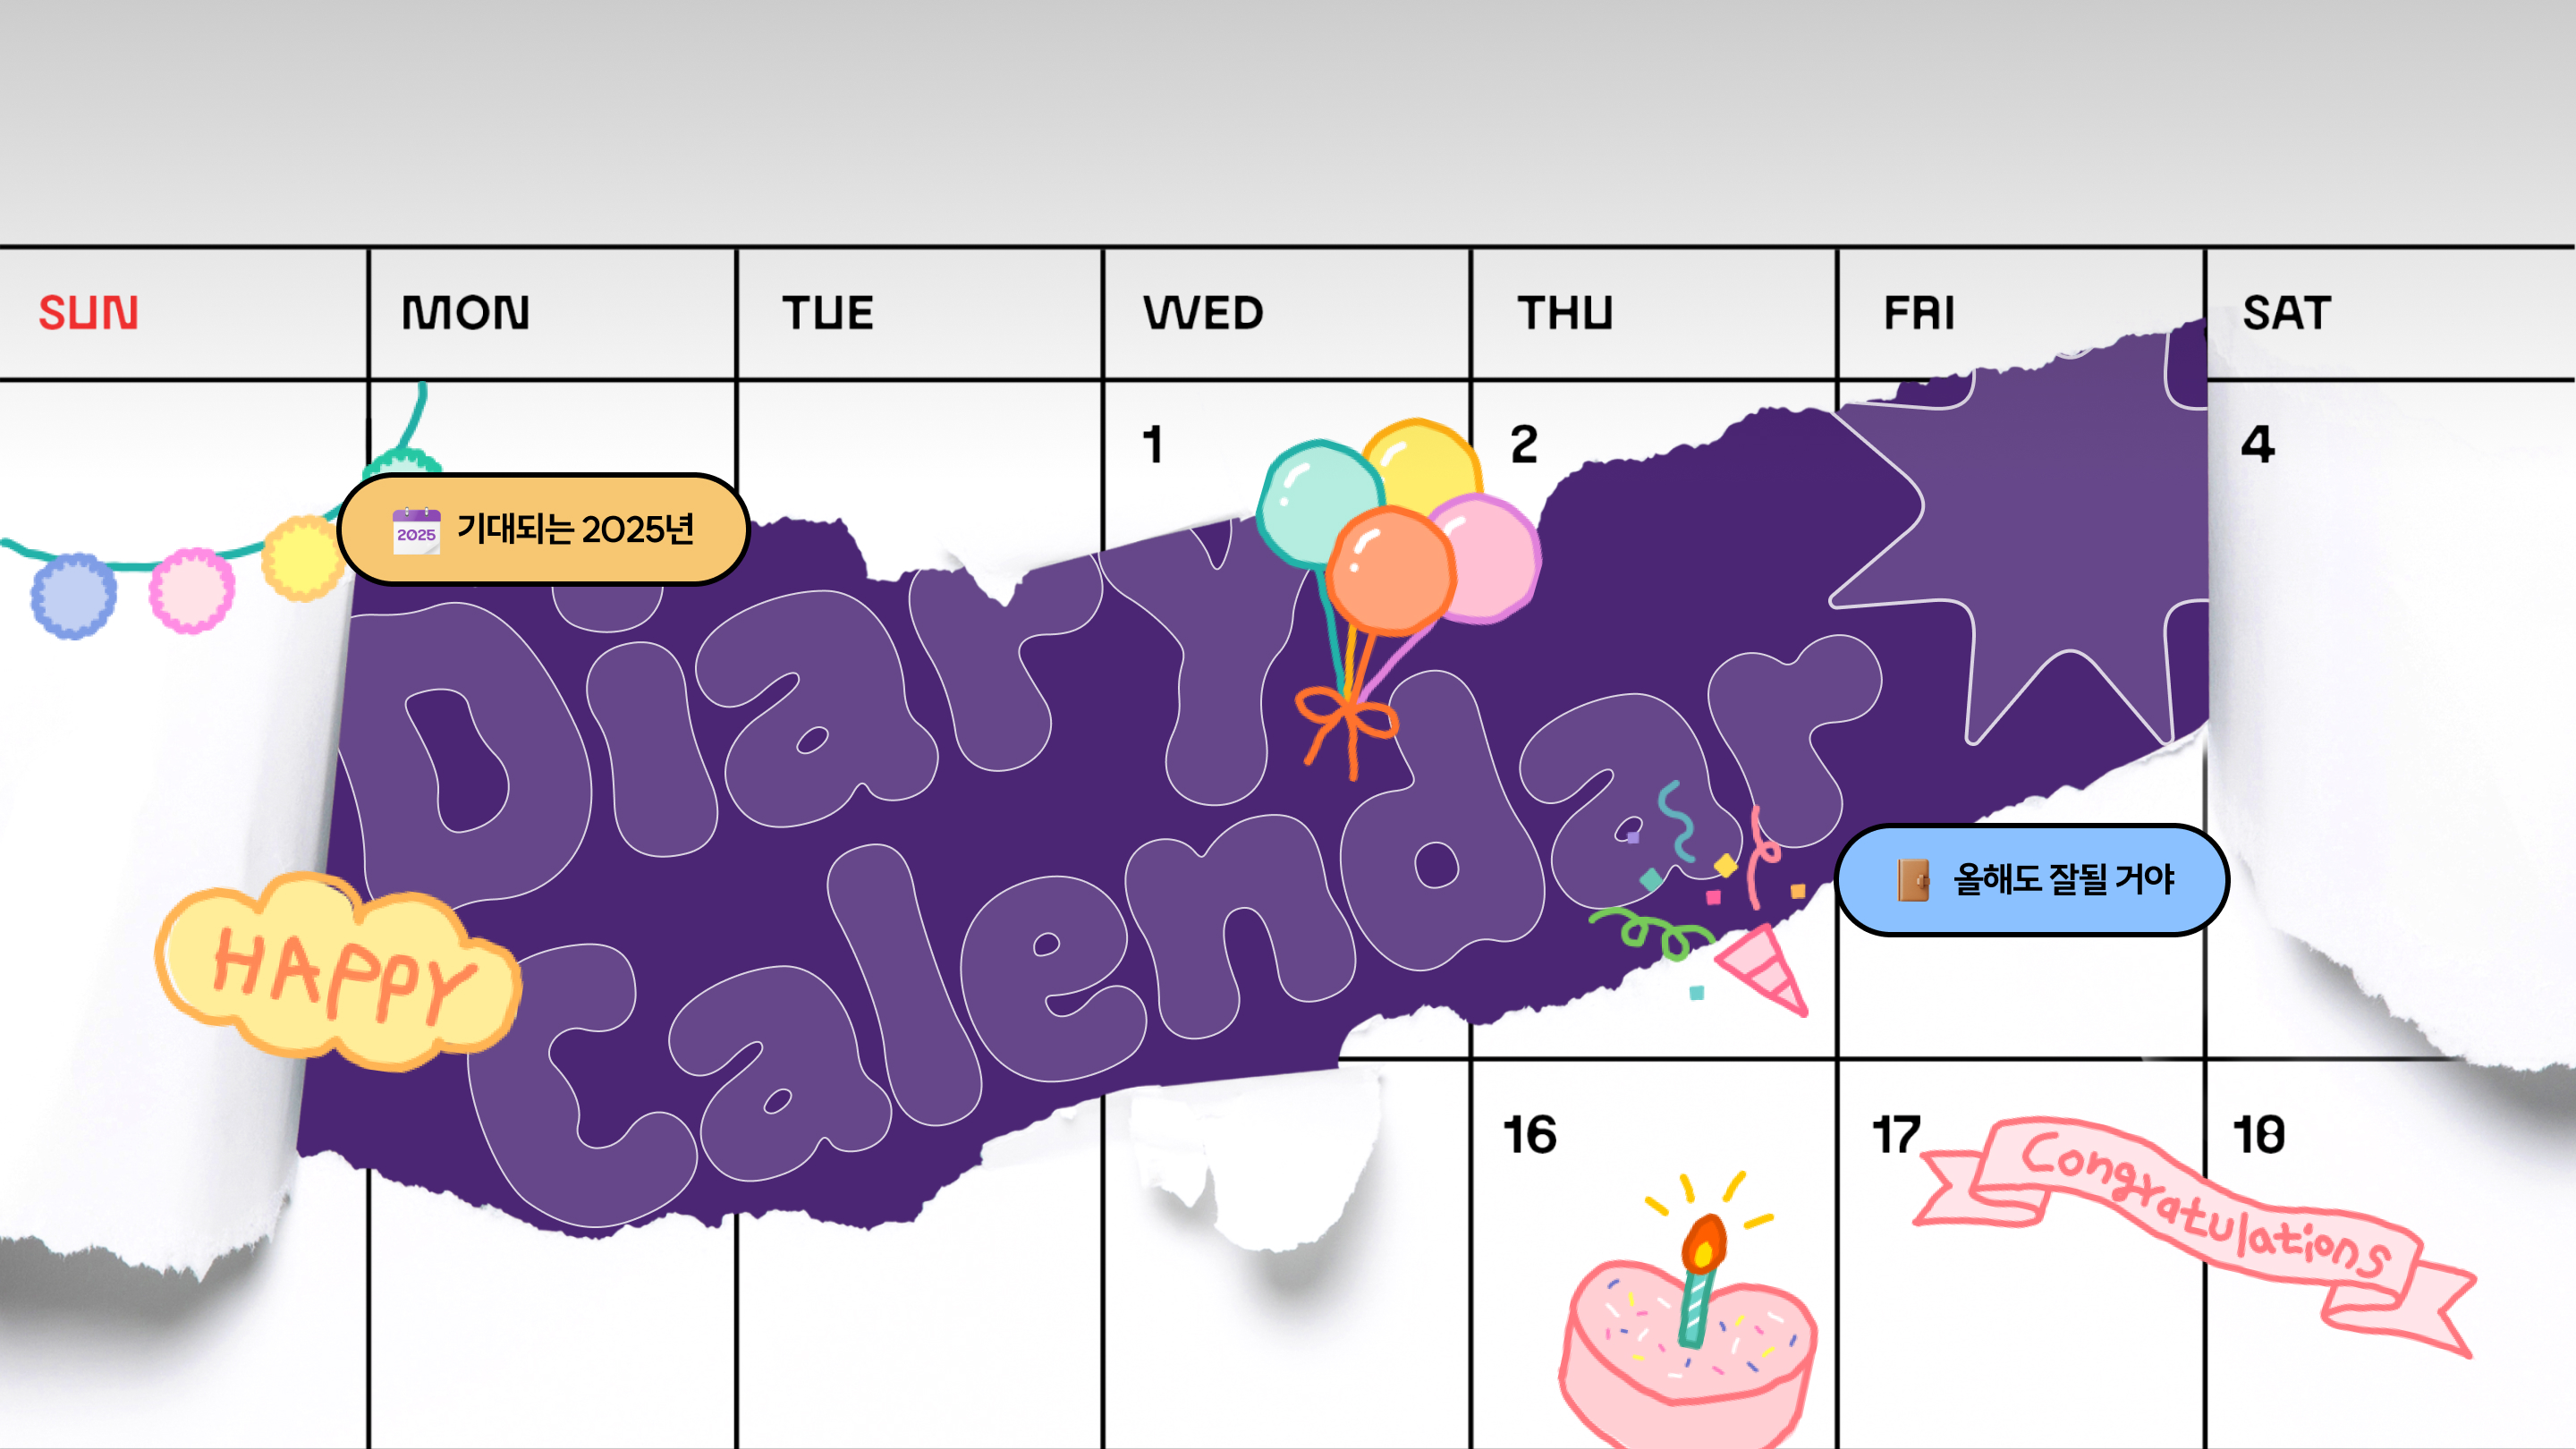 SUN MON TUE WED THU FRI SAT
1 2 4
2025 기대되는 2025년
Diary
Calendar
올해도 잘될 거야
HAPPY
16 17 18
Congratulations